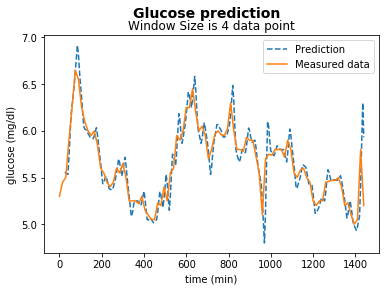 Glucose prediction
Window Size is 4 data point
Prediction
Measured data
glucose (mg/dl)
7.0
6.5
6.0
5.5
5.0
0 200 400 600 800 1000 1200 1400
time (min)